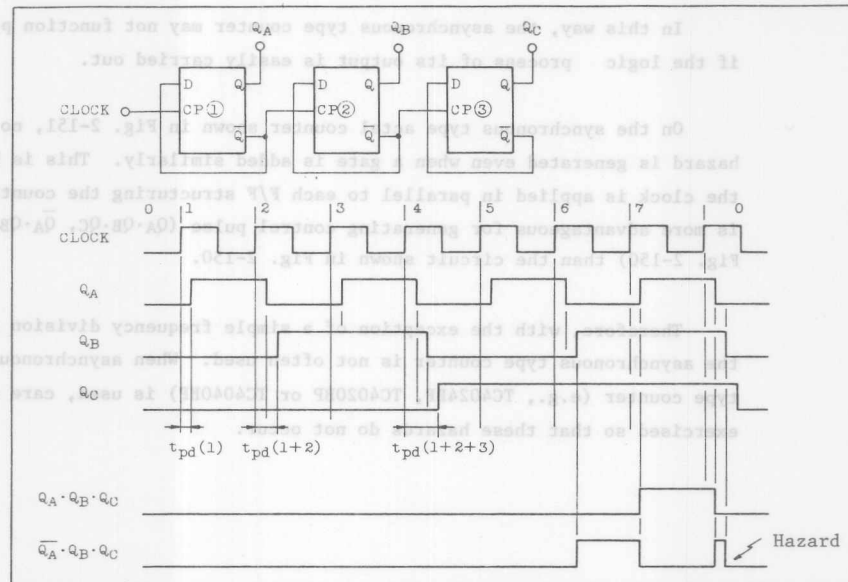 In this way, the asynchronous type counter may not function p
if the logic process of its output is easily carried out.
QA QB QC
D Q D Q D Q
CLOCK CP① CP② CP③
Q̅ Q̅ Q̅
On the synchronous type octal counter shown in Fig. 2-151, no
hazard is generated even when a gate is added similarly. This is
the clock is applied in parallel to each F/F structuring the count
is more advantageous for generating control pulse (QA·QB·QC, Q̅A̅·QB
Fig. 2-150) than the circuit shown in Fig. 2-150.
0 1 2 3 4 5 6 7 0
CLOCK
QA
Therefore, with the exception of a simple frequency division
the asynchronous type counter is not often used. When asynchronou
type counter (e.g., TC4024BP, TC4020BP or TC4040BP) is used, care
exercised so that these hazards do not occur.
QB
QC
tpd(1) tpd(1+2) tpd(1+2+3)
QA·QB·QC
Q̅A̅·QB·QC
Hazard